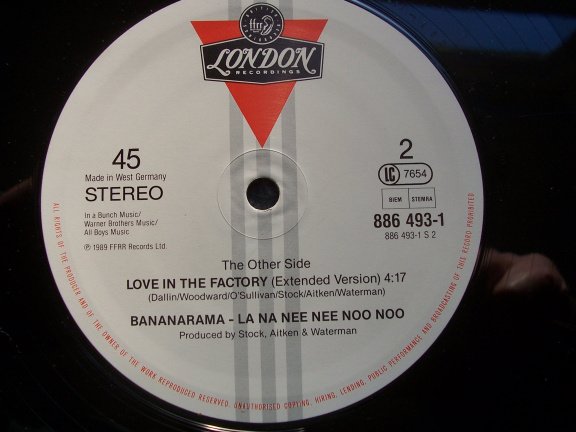 ffrr
LONDON
RECORDINGS
45
Made in West Germany
STEREO
2
LC 7654
BIEM STEMRA
886 493-1
886 493-1 S 2
In a Bunch Music/
Warner Brothers Music/
All Boys Music
℗ 1989 FFRR Records Ltd.
The Other Side
LOVE IN THE FACTORY (Extended Version) 4:17
(Dallin/Woodward/O'Sullivan/Stock/Aitken/Waterman)
BANANARAMA – LA NA NEE NEE NOO NOO
Produced by Stock, Aitken & Waterman
ALL RIGHTS OF THE PRODUCER AND OF THE OWNER OF THE WORK REPRODUCED RESERVED. UNAUTHORISED COPYING, HIRING, LENDING, PUBLIC PERFORMANCE AND BROADCASTING OF THIS RECORD PROHIBITED